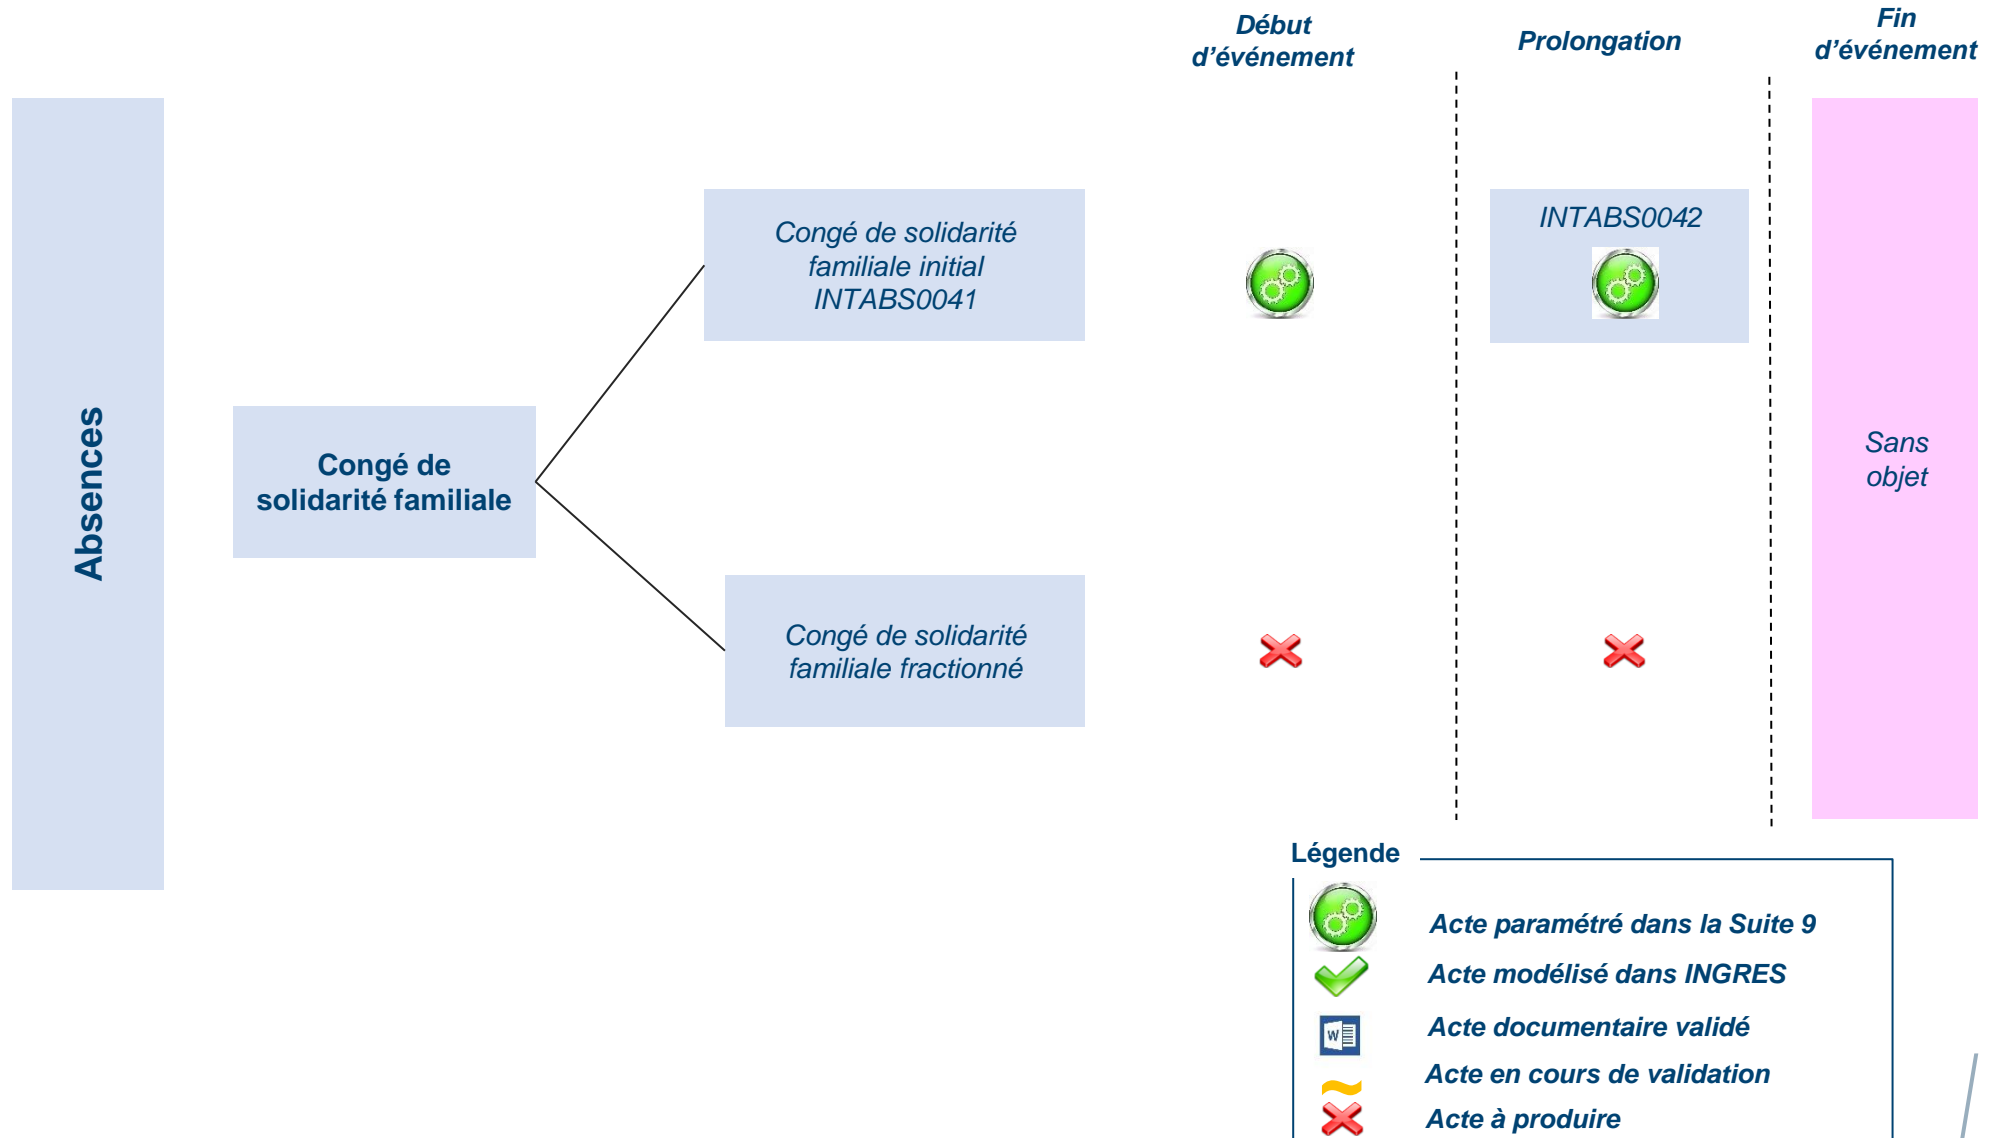 Début
d’événement
Prolongation
Fin
d’événement
Absences
Congé de
solidarité familiale
Congé de solidarité
familiale initial
INTABS0041
INTABS0042
Congé de solidarité
familiale fractionné
Sans
objet
Légende
Acte paramétré dans la Suite 9
Acte modélisé dans INGRES
W
Acte documentaire validé
Acte en cours de validation
Acte à produire